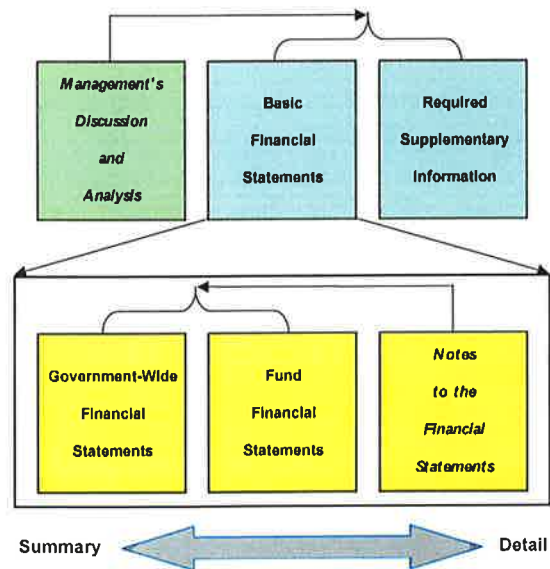 Management's
Discussion
and
Analysis
Basic
Financial
Statements
Required
Supplementary
Information
Government-Wide
Financial
Statements
Fund
Financial
Statements
Notes
to the
Financial
Statements
Summary
Detail